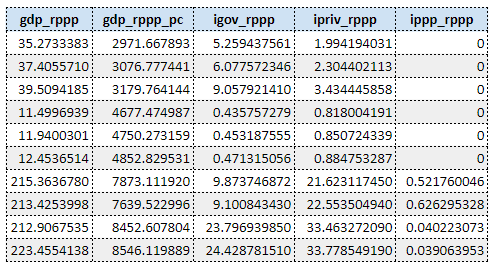 gdp_rppp gdp_rppp_pc igov_rppp ipriv_rppp ippp_rppp
35.2733383 2971.667893 5.259437561 1.994194031 0
37.4055710 3076.777441 6.077572346 2.304402113 0
39.5094185 3179.764144 9.057921410 3.434445858 0
11.4996939 4677.474987 0.435757279 0.818004191 0
11.9400301 4750.273159 0.453187555 0.850724339 0
12.4536514 4852.829531 0.471315056 0.884753287 0
215.3636780 7873.111920 9.873746872 21.623117450 0.521760046
213.4253998 7639.522996 9.100843430 22.553504940 0.626295328
212.9067535 8452.607804 23.796939850 33.463272090 0.040223073
223.4554138 8546.119889 24.428781510 33.778549190 0.039063953